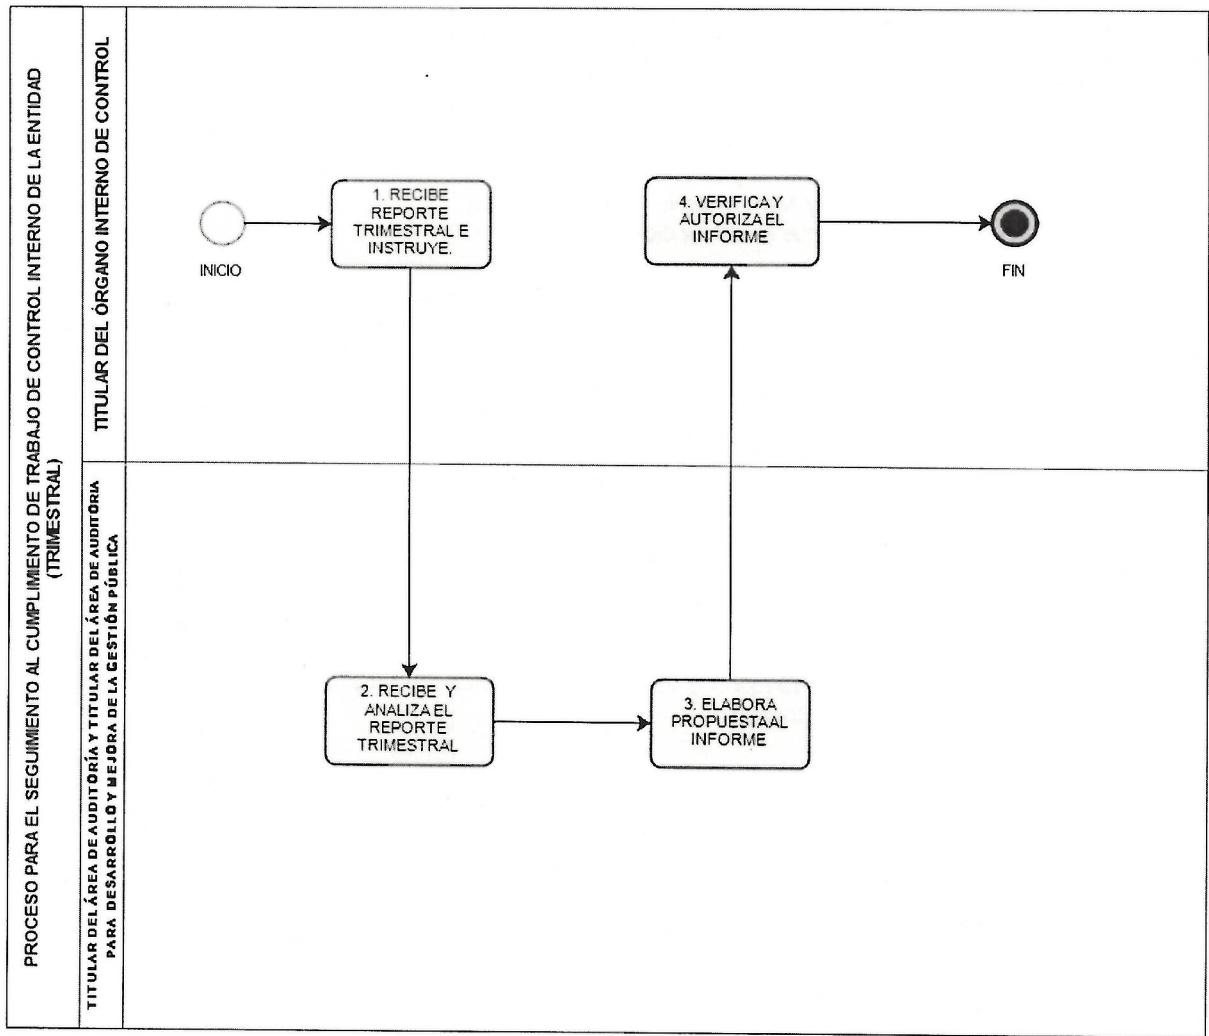 PROCESO PARA EL SEGUIMIENTO AL CUMPLIMIENTO DE TRABAJO DE CONTROL INTERNO DE LA ENTIDAD
(TRIMESTRAL)
TITULAR DEL ÓRGANO INTERNO DE CONTROL
INICIO
1. RECIBE
REPORTE
TRIMESTRAL E
INSTRUYE.
4. VERIFICA Y
AUTORIZA EL
INFORME
FIN
TITULAR DEL ÁREA DE AUDITORÍA Y TITULAR DEL ÁREA DE AUDITORIA
PARA DESARROLLO Y MEJORA DE LA GESTIÓN PÚBLICA
2. RECIBE Y
ANALIZA EL
REPORTE
TRIMESTRAL
3. ELABORA
PROPUESTA AL
INFORME